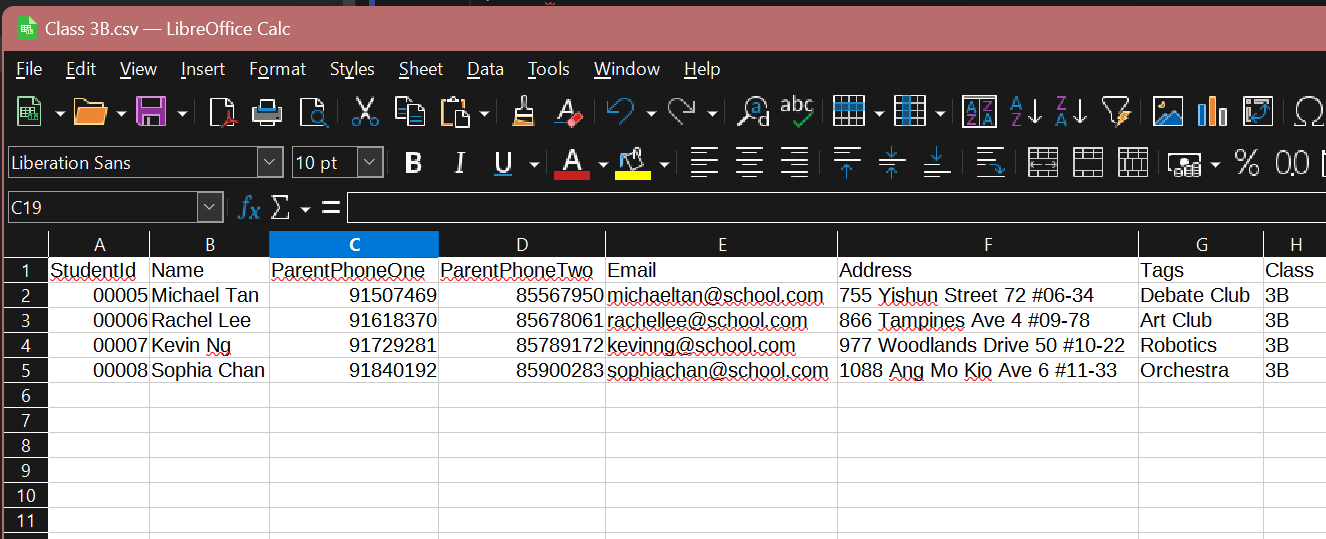 Class 3B.csv — LibreOffice Calc
File Edit View Insert Format Styles Sheet Data Tools Window Help
Liberation Sans 10 pt B I U A % 0.0
C19 fx Σ =
A B C D E F G H
1 StudentId Name ParentPhoneOne ParentPhoneTwo Email Address Tags Class
2 00005 Michael Tan 91507469 85567950 michaeltan@school.com 755 Yishun Street 72 #06-34 Debate Club 3B
3 00006 Rachel Lee 91618370 85678061 rachellee@school.com 866 Tampines Ave 4 #09-78 Art Club 3B
4 00007 Kevin Ng 91729281 85789172 kevinng@school.com 977 Woodlands Drive 50 #10-22 Robotics 3B
5 00008 Sophia Chan 91840192 85900283 sophiachan@school.com 1088 Ang Mo Kio Ave 6 #11-33 Orchestra 3B
6
7
8
9
10
11